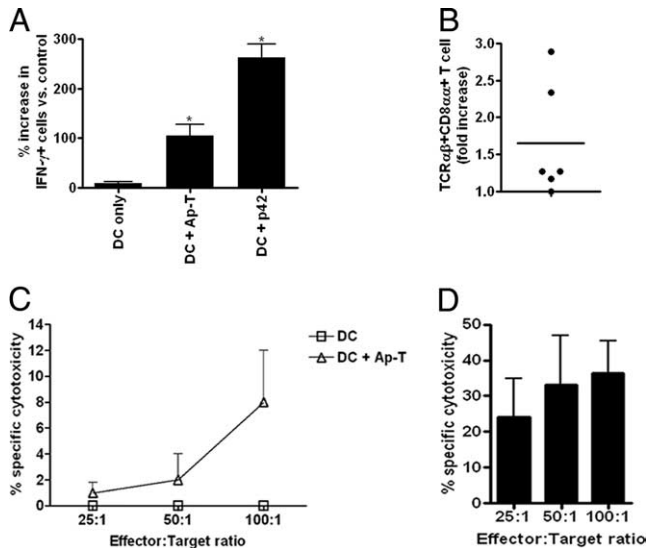 A
% increase in
IFN-γ+ cells vs. control
300
200
100
0
*
*
DC only
DC + Ap-T
DC + p42
B
TCRαβ+CD8αα+ T cell
(fold increase)
3.0
2.5
2.0
1.5
1.0
C
% specific cytotoxicity
14
12
10
8
6
4
2
0
25:1
50:1
100:1
Effector:Target ratio
DC
DC + Ap-T
D
% specific cytotoxicity
50
40
30
20
10
0
25:1
50:1
100:1
Effector:Target ratio